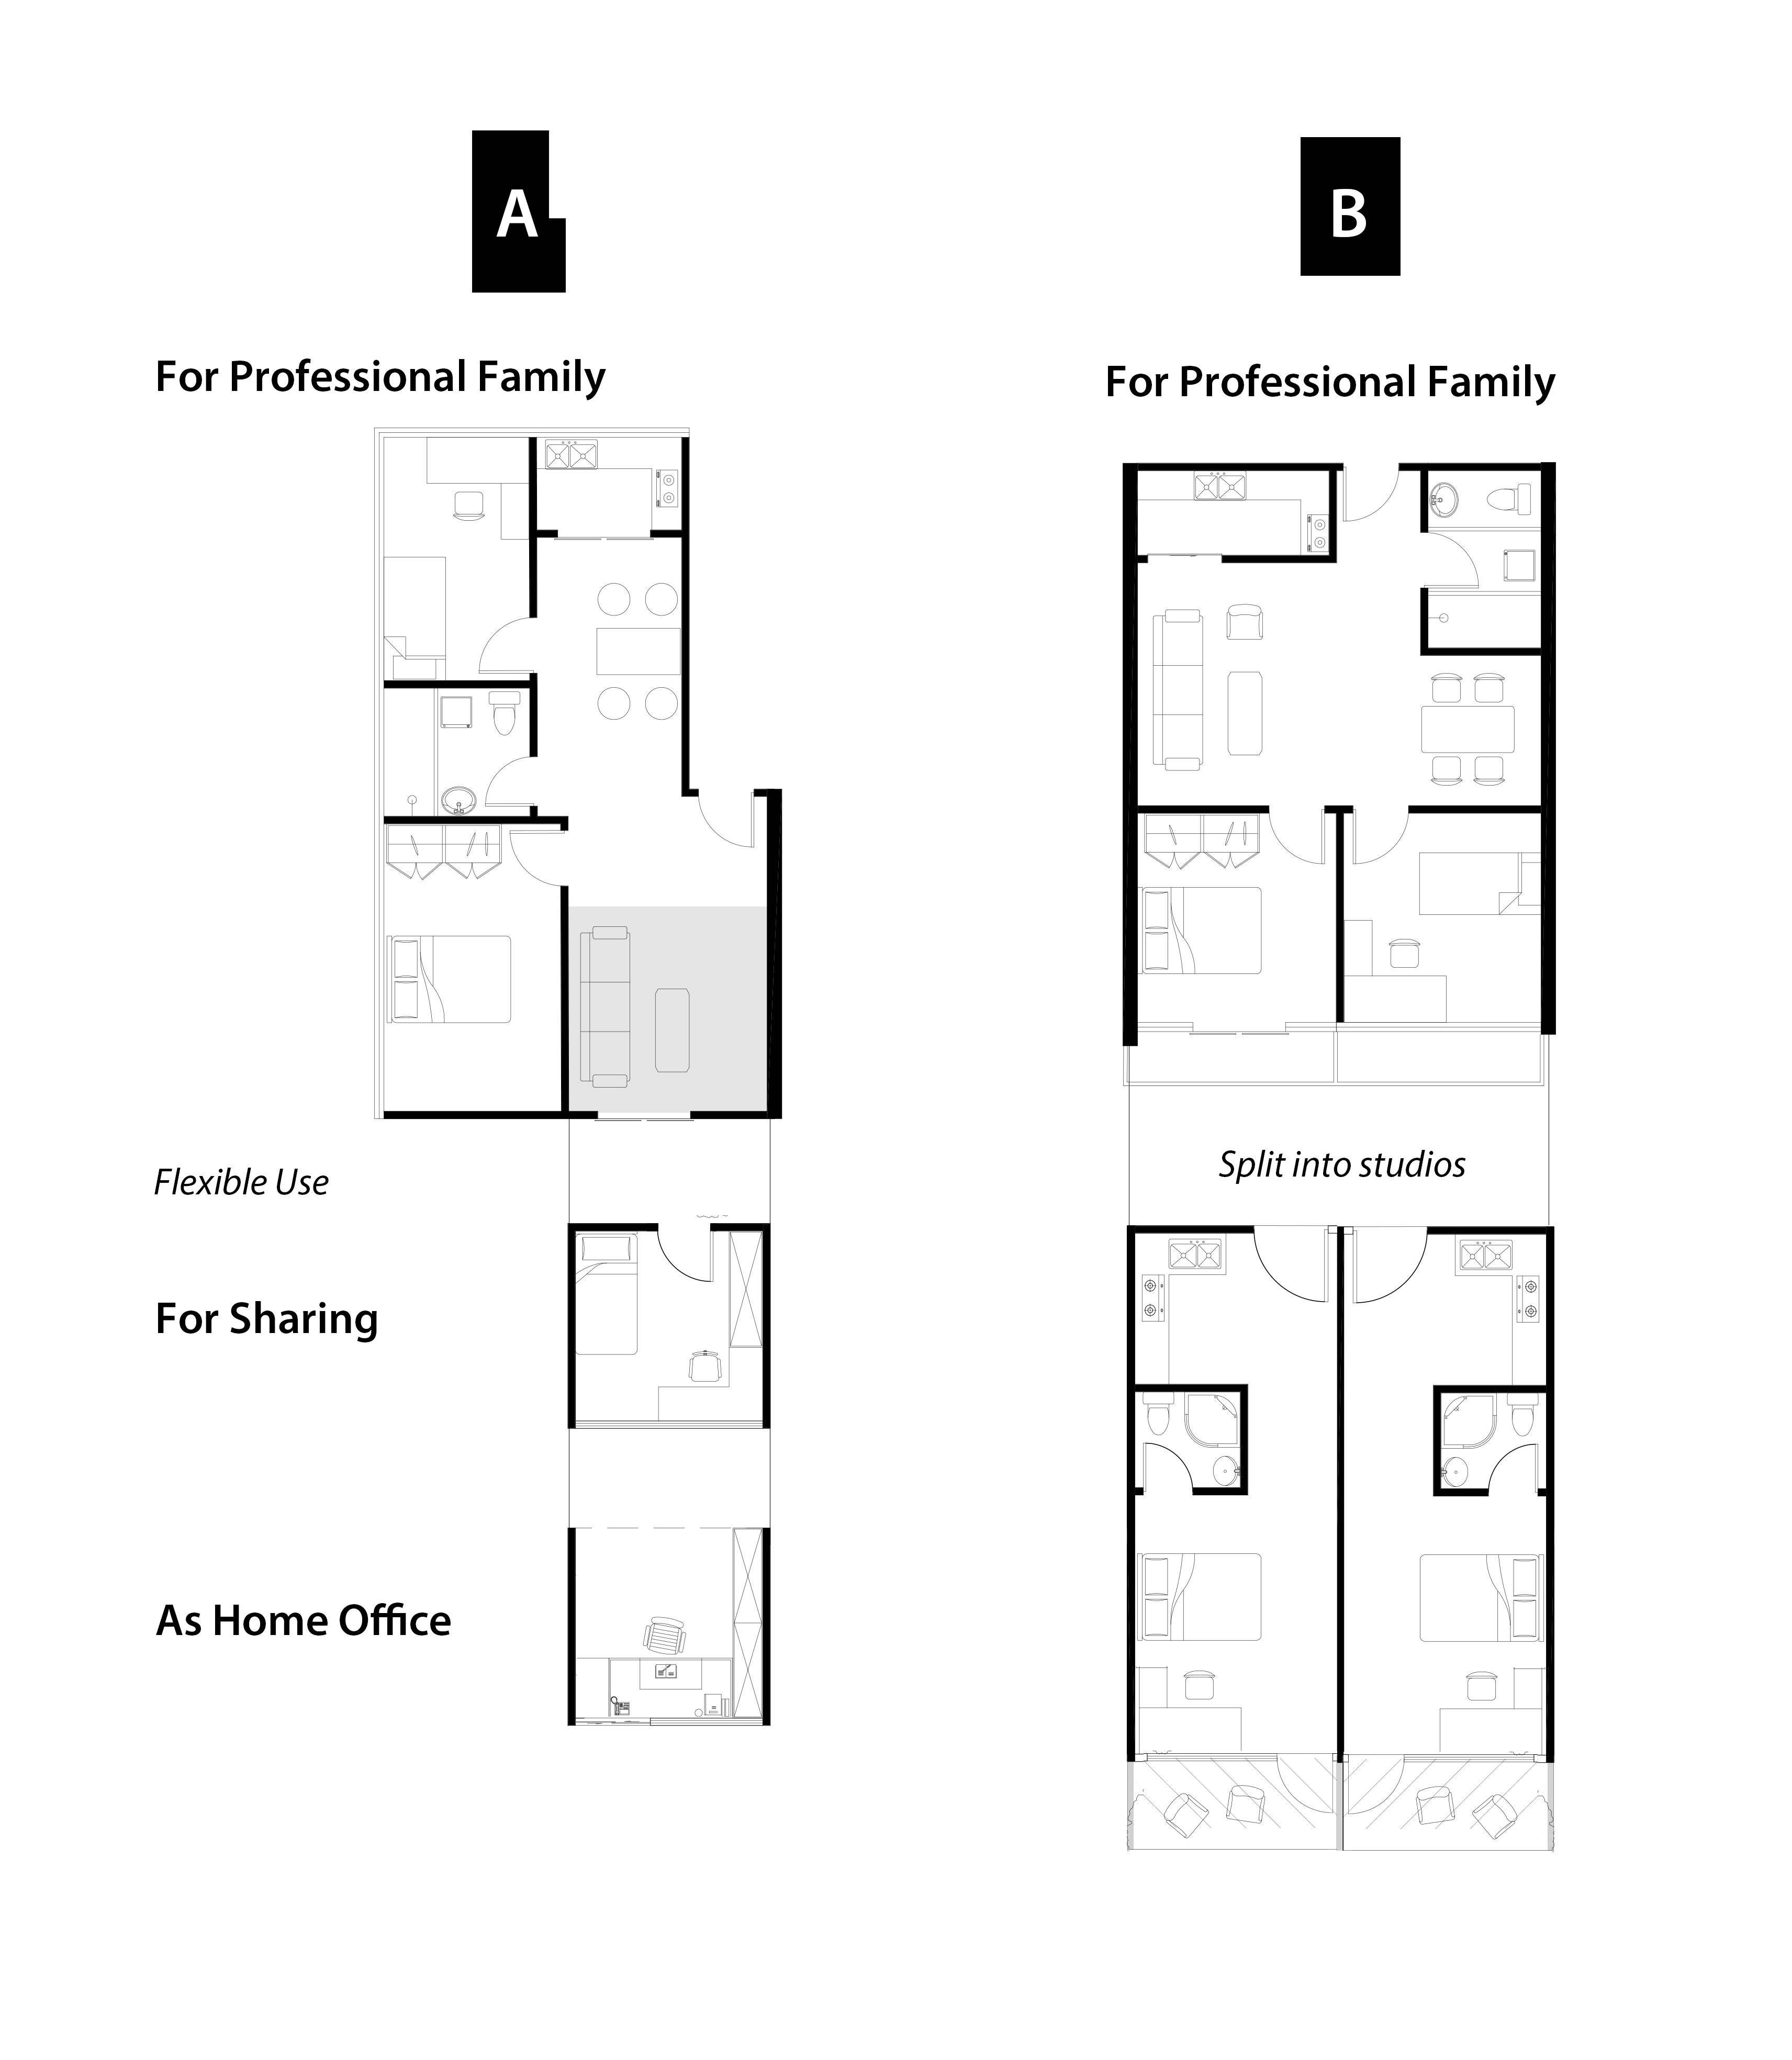 A
For Professional Family
Flexible Use
For Sharing
As Home Office
B
For Professional Family
Split into studios